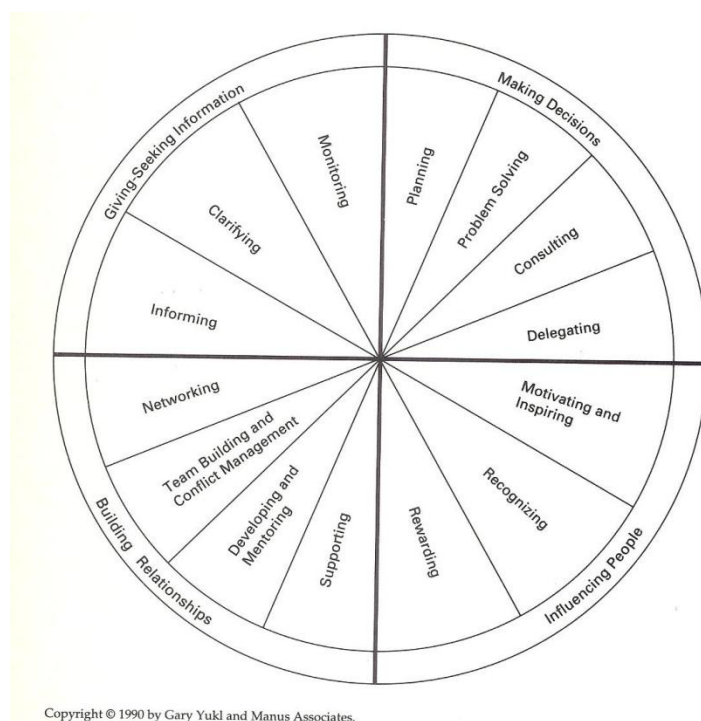 Giving-Seeking Information
Making Decisions
Monitoring
Planning
Clarifying
Problem Solving
Informing
Consulting
Delegating
Networking
Motivating and
Inspiring
Team Building and
Conflict Management
Recognizing
Developing and
Mentoring
Supporting
Rewarding
Building Relationships
Influencing People
Copyright © 1990 by Gary Yukl and Manus Associates.